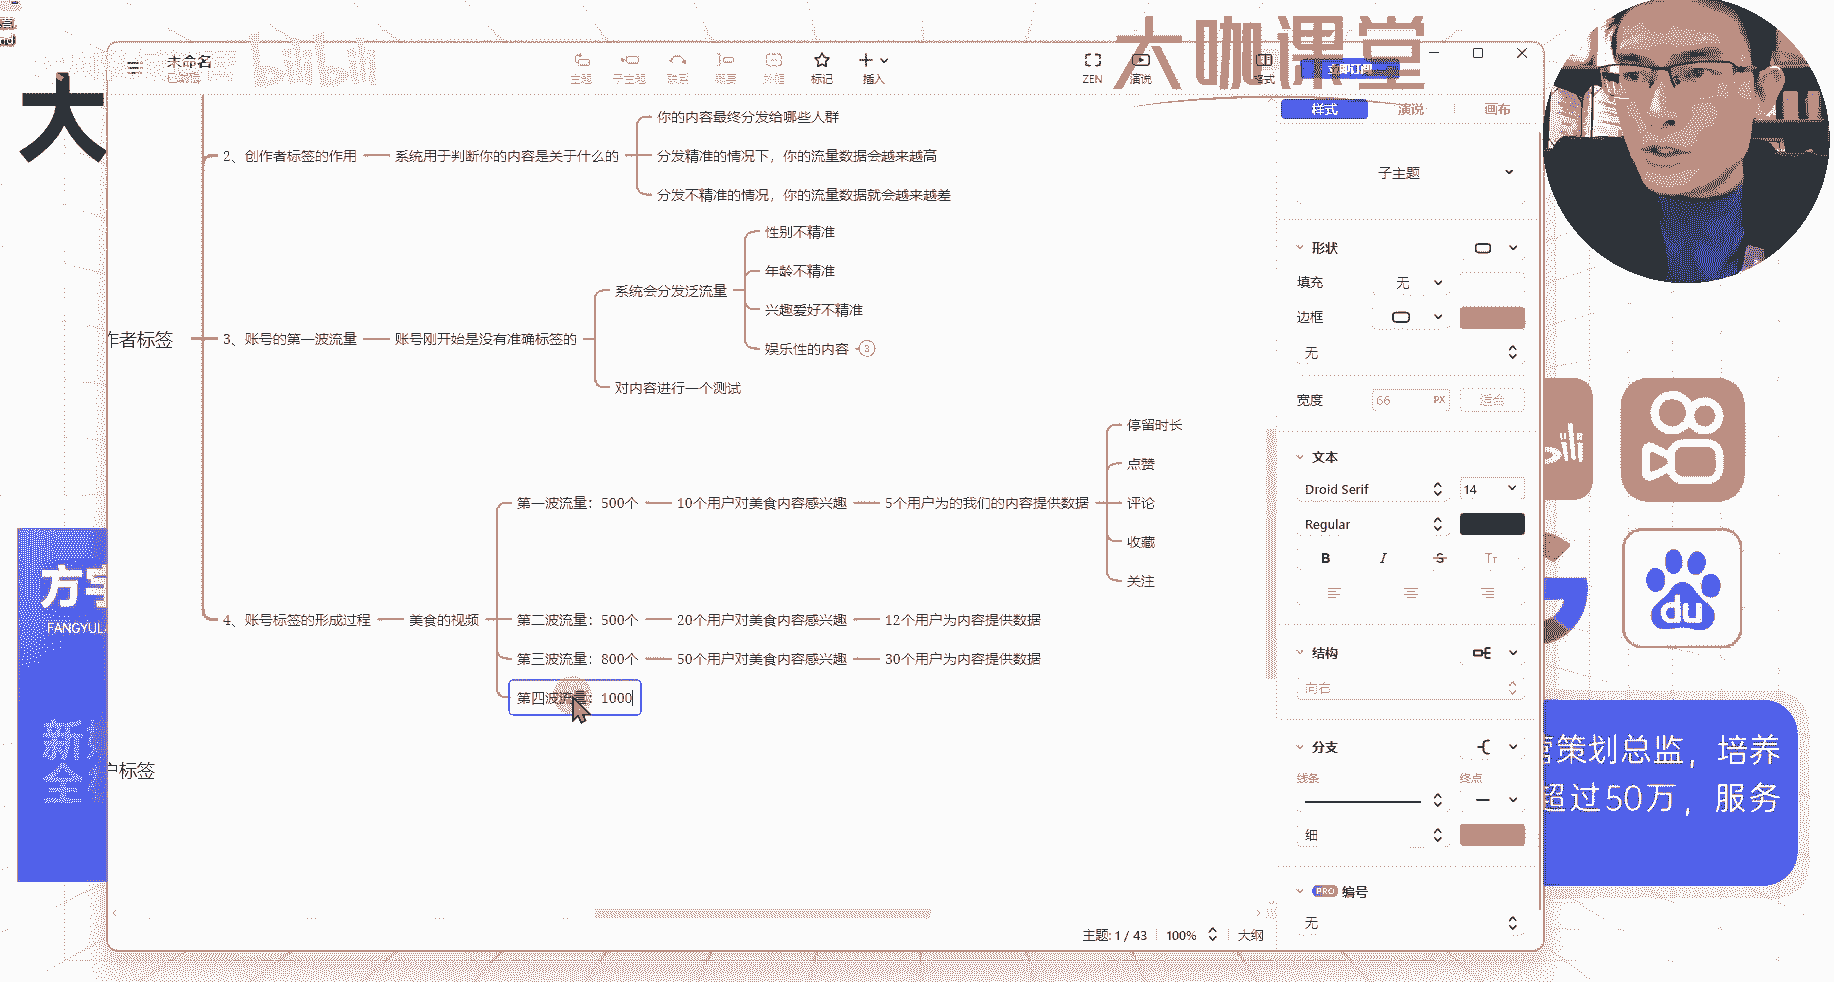 大咖课堂
bilibili
未命名
已编辑
主题
子主题
联系
概要
外框
标记
插入
ZEN
演说
格式
立即订阅
大
样式
演说
画布
你的内容最终分发给哪些人群
2、创作者标签的作用
系统用于判断你的内容是关于什么的
分发精准的情况下，你的流量数据会越来越高
分发不精准的情况，你的流量数据就会越来越差
性别不精准
年龄不精准
系统会分发泛流量
兴趣爱好不精准
作者标签
3、账号的第一波流量
账号刚开始是没有准确标签的
娱乐性的内容
3
对内容进行一个测试
停留时长
点赞
第一波流量：500个
10个用户对美食内容感兴趣
5个用户为的我们的内容提供数据
评论
收藏
关注
4、账号标签的形成过程
美食的视频
第二波流量：500个
20个用户对美食内容感兴趣
12个用户为内容提供数据
第三波流量：800个
50个用户对美食内容感兴趣
30个用户为内容提供数据
第四波流量：1000
户标签
子主题
形状
填充
无
边框
无
宽度
66
PX
适合
文本
Droid Serif
14
Regular
B
I
S
Tт
结构
向右
分支
线条
终点
细
PRO
编号
无
主题: 1 / 43
100%
大纲
方宇
FANGYUL
新
全
bili
du
营策划总监，培养
超过50万，服务